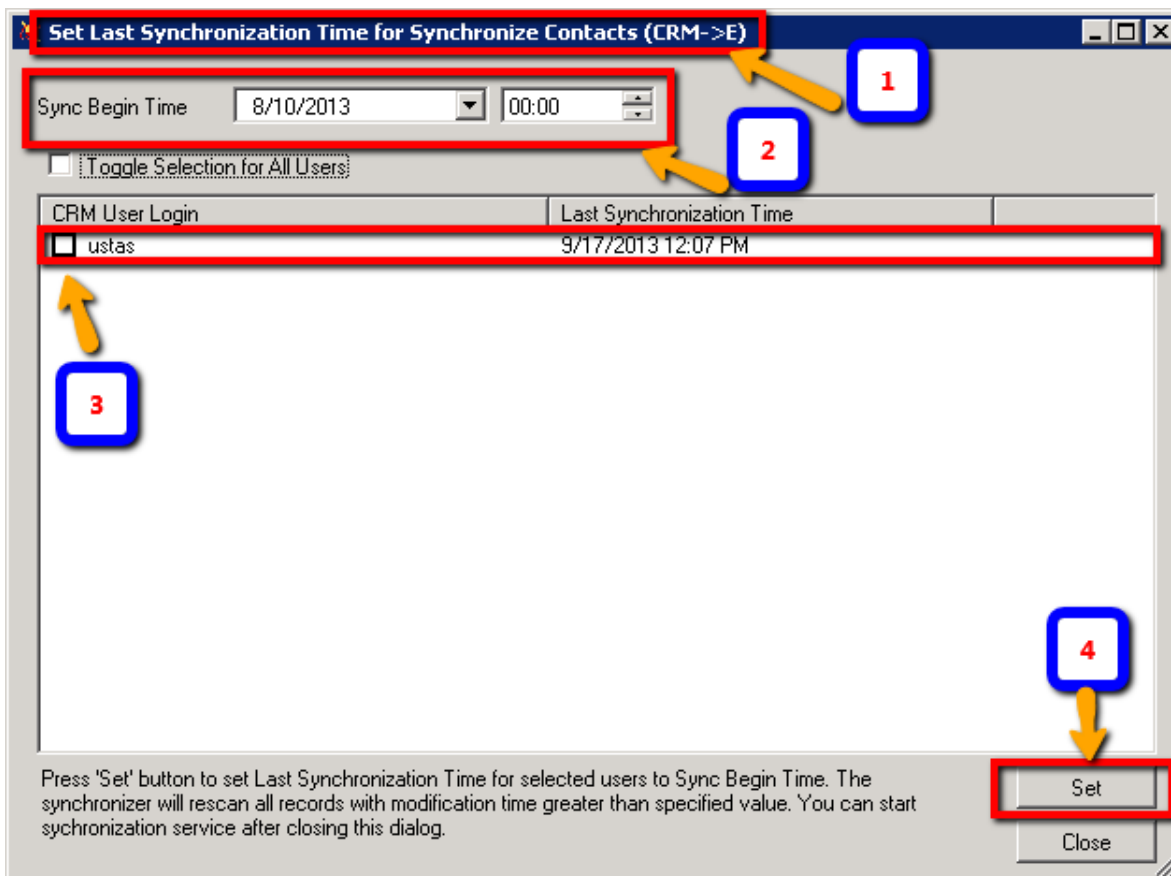 Set Last Synchronization Time for Synchronize Contacts (CRM->E)
1
Sync Begin Time 8/10/2013 00:00
2
Toggle Selection for All Users
CRM User Login Last Synchronization Time
ustas 9/17/2013 12:07 PM
3
4
Press 'Set' button to set Last Synchronization Time for selected users to Sync Begin Time. The
synchronizer will rescan all records with modification time greater than specified value. You can start
sychronization service after closing this dialog.
Set
Close